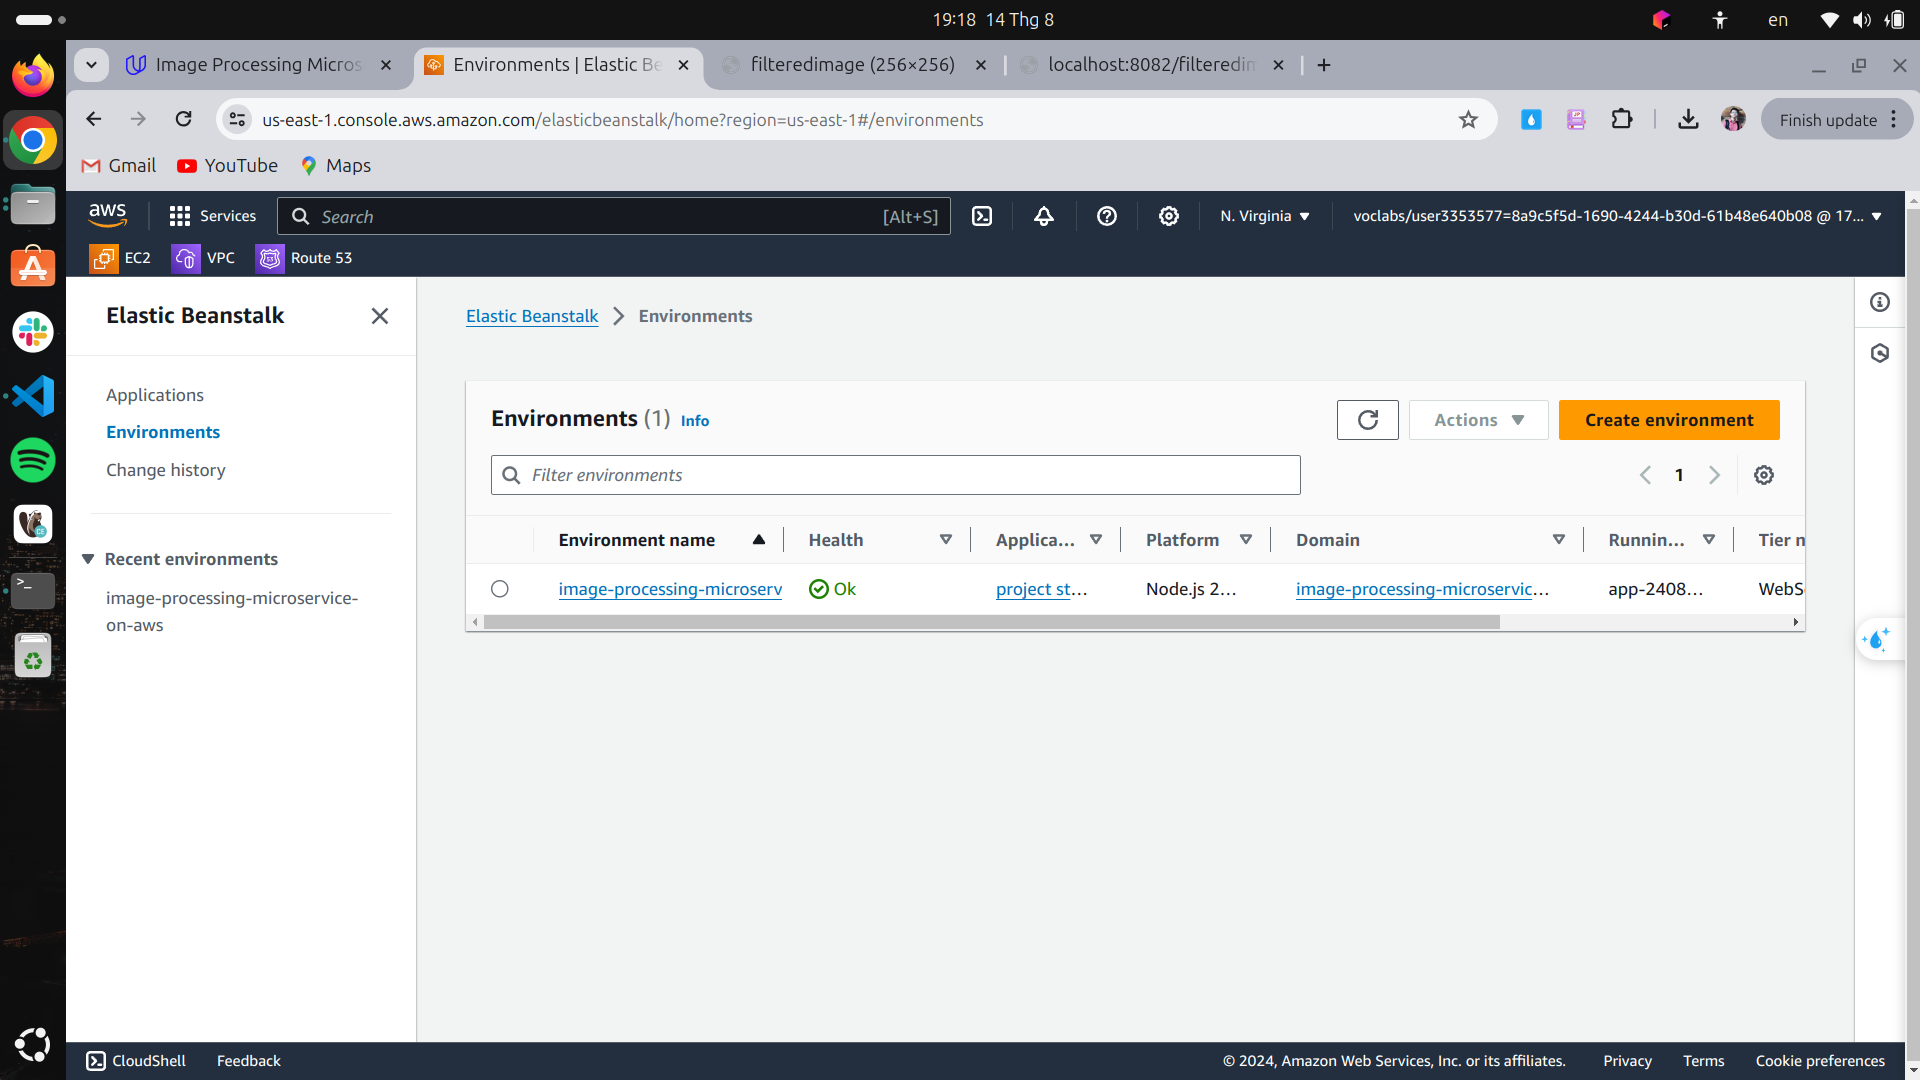 19:18 14 Thg 8
en
Image Processing Micros
Environments | Elastic Be
filteredimage (256×256)
localhost:8082/filteredin
us-east-1.console.aws.amazon.com/elasticbeanstalk/home?region=us-east-1#/environments
Finish update
Gmail
YouTube
Maps
aws
Services
Search
[Alt+S]
N. Virginia
voclabs/user3353577=8a9c5f5d-1690-4244-b30d-61b48e640b08 @ 17...
EC2
VPC
Route 53
Elastic Beanstalk
Applications
Environments
Change history
Recent environments
image-processing-microservice-
on-aws
Elastic Beanstalk
Environments
Environments (1) Info
Actions
Create environment
Filter environments
1
Environment name
Health
Applica...
Platform
Domain
Runnin...
Tier n
image-processing-microserv
Ok
project st...
Node.js 2...
image-processing-microservic...
app-2408...
WebSe
CloudShell
Feedback
© 2024, Amazon Web Services, Inc. or its affiliates.
Privacy
Terms
Cookie preferences